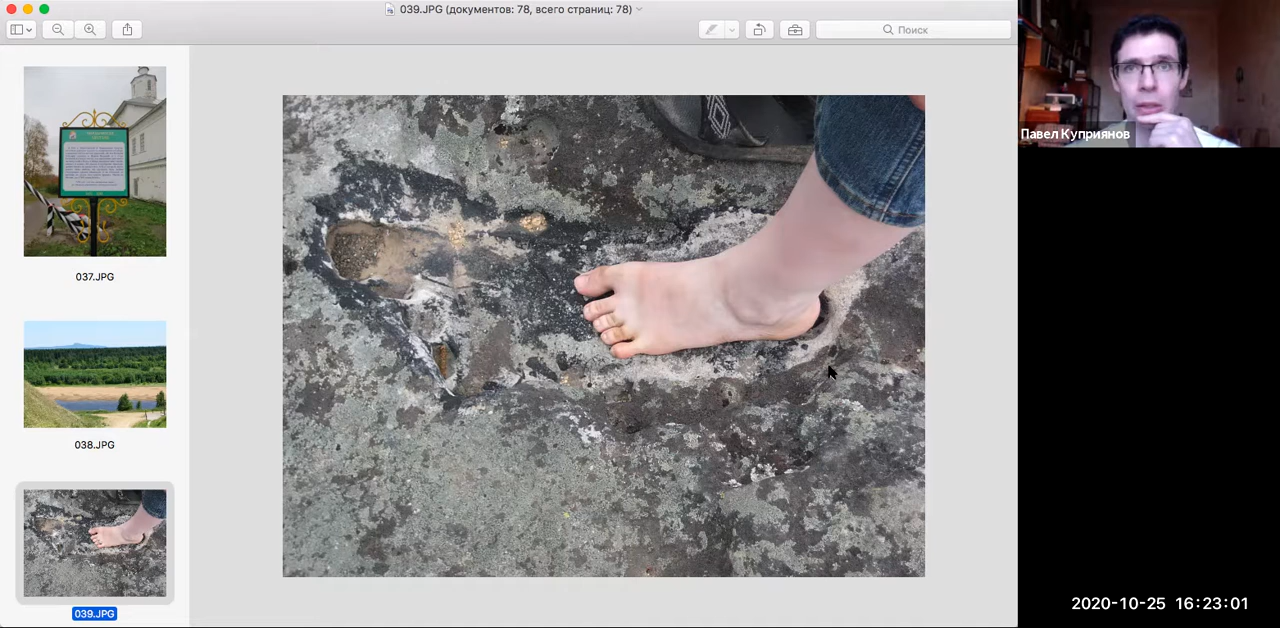 039.JPG (документов: 78, всего страниц: 78)
Поиск
037.JPG
038.JPG
039.JPG
Павел Куприянов
2020-10-25 16:23:01